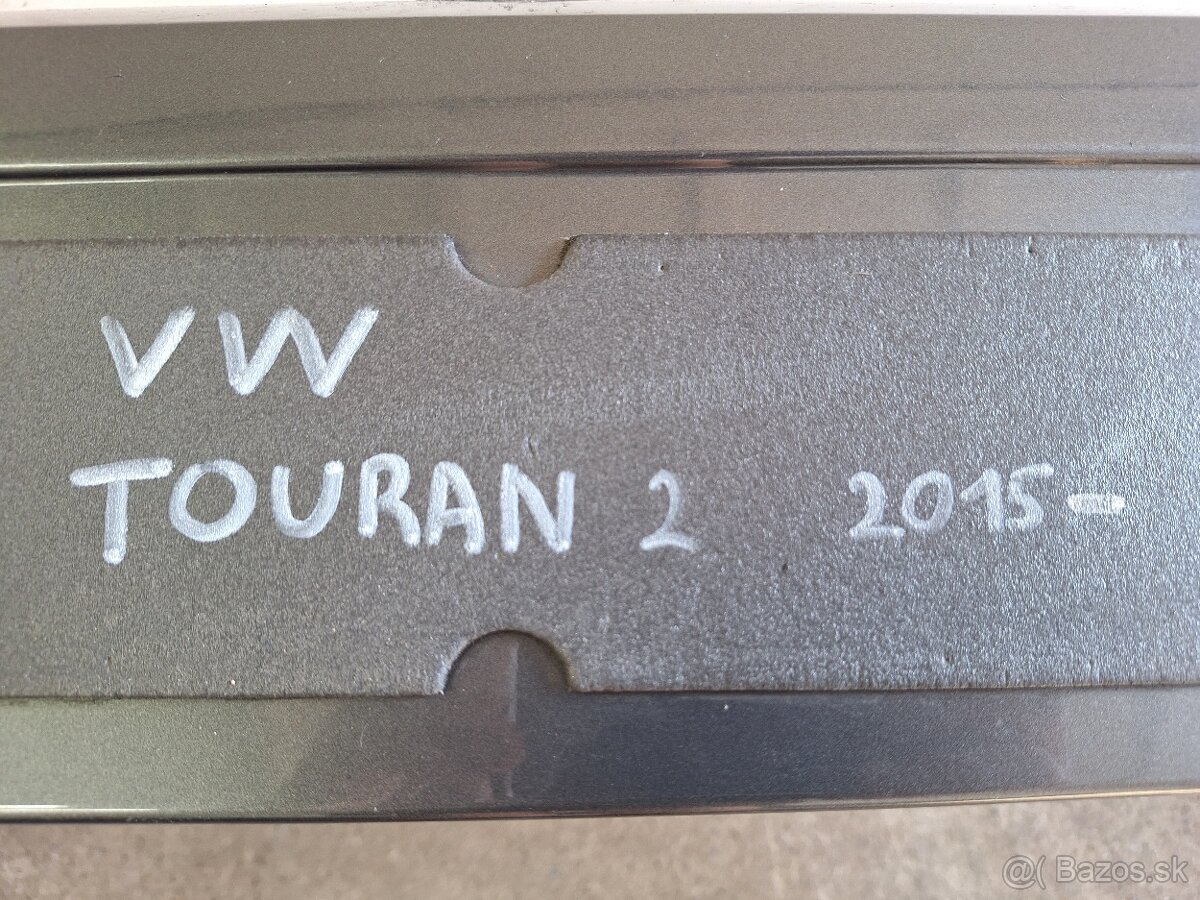 VW
TOURAN 2 2015-
@( Bazos.sk